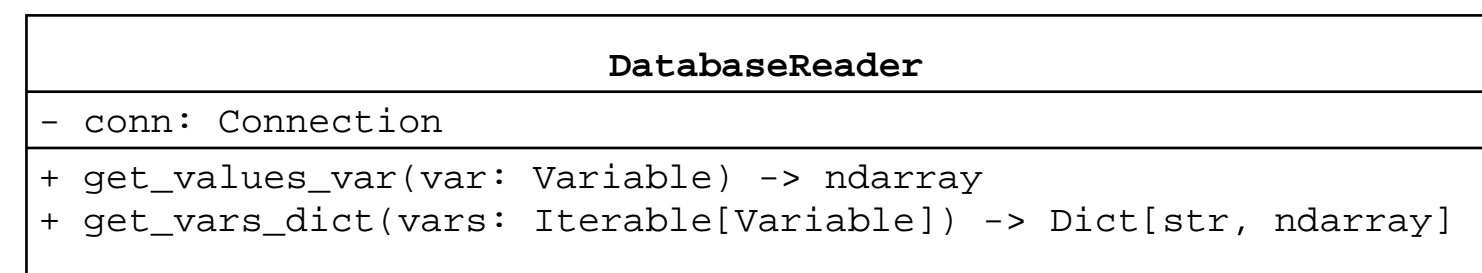 DatabaseReader
- conn: Connection
+ get_values_var(var: Variable) -> ndarray
+ get_vars_dict(vars: Iterable[Variable]) -> Dict[str, ndarray]